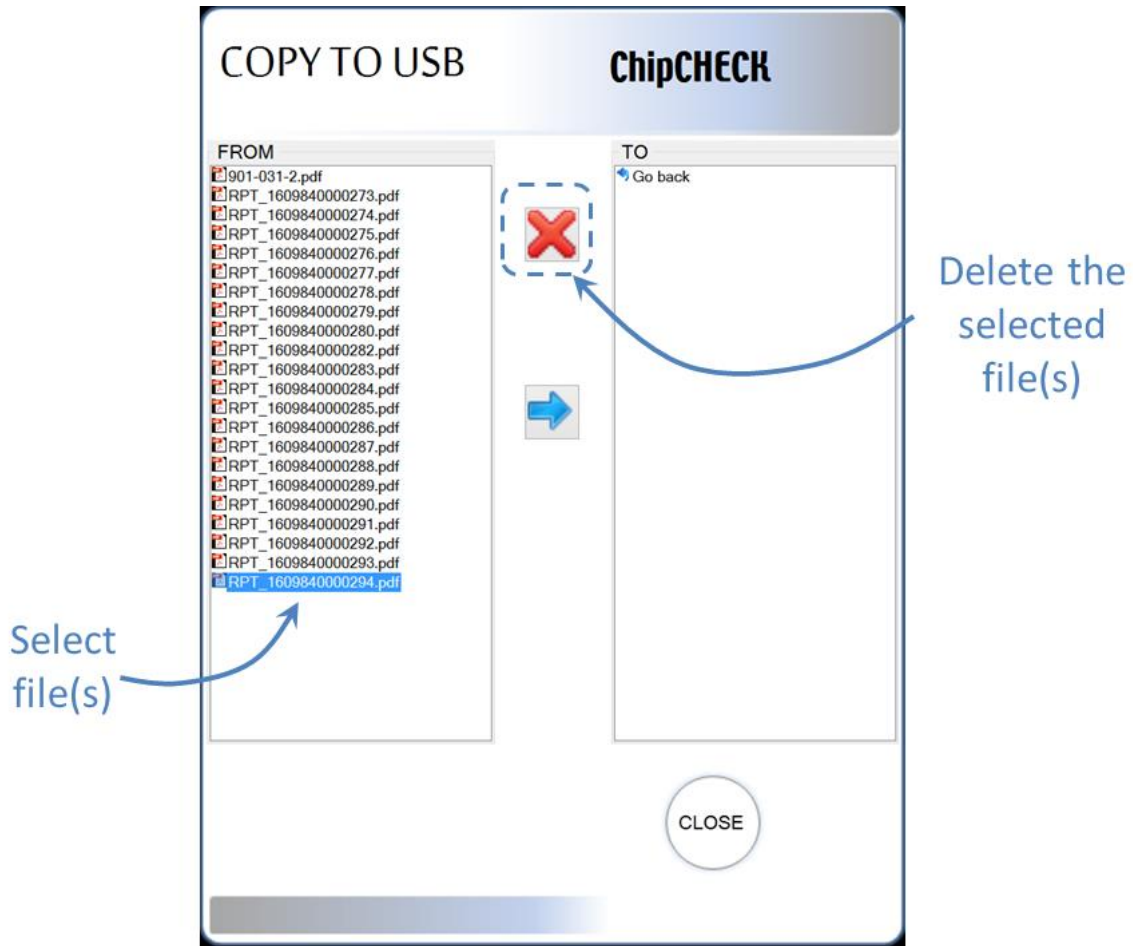 COPY TO USB
ChipCHECK
FROM
901-031-2.pdf
RPT_1609840000273.pdf
RPT_1609840000274.pdf
RPT_1609840000275.pdf
RPT_1609840000276.pdf
RPT_1609840000277.pdf
RPT_1609840000278.pdf
RPT_1609840000279.pdf
RPT_1609840000280.pdf
RPT_1609840000282.pdf
RPT_1609840000283.pdf
RPT_1609840000284.pdf
RPT_1609840000285.pdf
RPT_1609840000286.pdf
RPT_1609840000287.pdf
RPT_1609840000288.pdf
RPT_1609840000289.pdf
RPT_1609840000290.pdf
RPT_1609840000291.pdf
RPT_1609840000292.pdf
RPT_1609840000293.pdf
RPT_1609840000294.pdf
TO
Go back
Delete the
selected
file(s)
Select
file(s)
CLOSE